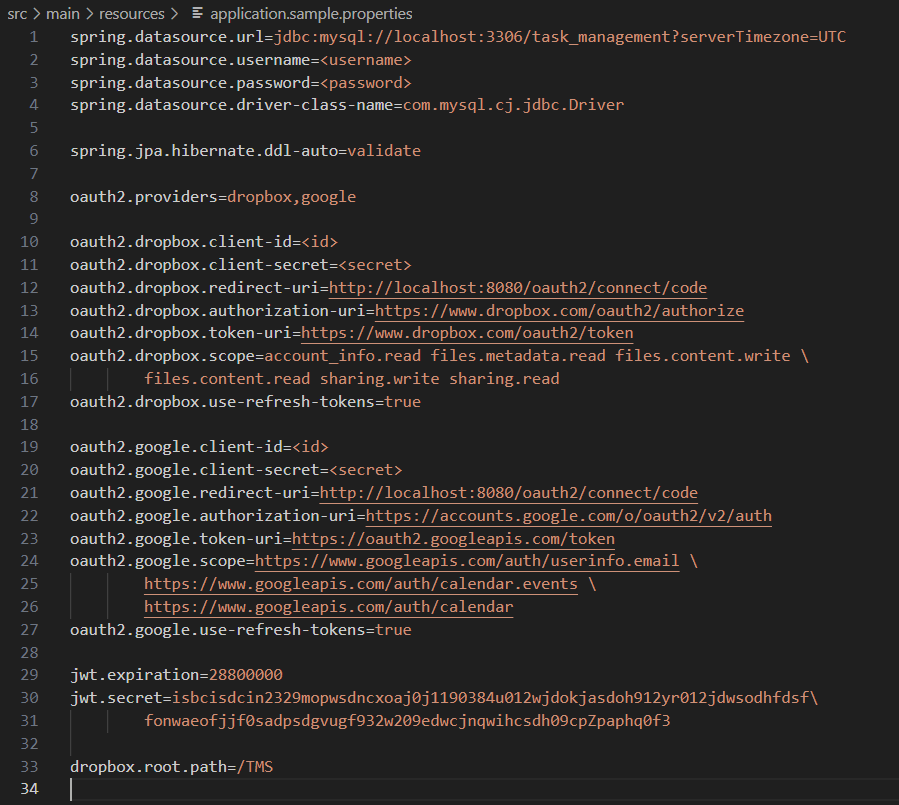 src > main > resources > application.sample.properties
1 spring.datasource.url=jdbc:mysql://localhost:3306/task_management?serverTimezone=UTC
2 spring.datasource.username=<username>
3 spring.datasource.password=<password>
4 spring.datasource.driver-class-name=com.mysql.cj.jdbc.Driver
5
6 spring.jpa.hibernate.ddl-auto=validate
7
8 oauth2.providers=dropbox,google
9
10 oauth2.dropbox.client-id=<id>
11 oauth2.dropbox.client-secret=<secret>
12 oauth2.dropbox.redirect-uri=http://localhost:8080/oauth2/connect/code
13 oauth2.dropbox.authorization-uri=https://www.dropbox.com/oauth2/authorize
14 oauth2.dropbox.token-uri=https://www.dropbox.com/oauth2/token
15 oauth2.dropbox.scope=account_info.read files.metadata.read files.content.write \
16 files.content.read sharing.write sharing.read
17 oauth2.dropbox.use-refresh-tokens=true
18
19 oauth2.google.client-id=<id>
20 oauth2.google.client-secret=<secret>
21 oauth2.google.redirect-uri=http://localhost:8080/oauth2/connect/code
22 oauth2.google.authorization-uri=https://accounts.google.com/o/oauth2/v2/auth
23 oauth2.google.token-uri=https://oauth2.googleapis.com/token
24 oauth2.google.scope=https://www.googleapis.com/auth/userinfo.email \
25 https://www.googleapis.com/auth/calendar.events \
26 https://www.googleapis.com/auth/calendar
27 oauth2.google.use-refresh-tokens=true
28
29 jwt.expiration=28800000
30 jwt.secret=isbcisdcin2329mopwsdncxoaj0j1190384u012wjdokjasdoh912yr012jdwsodhfdsf\
31 fonwaeofjjf0sadpsdgvugf932w209edwcjnqwihcsdh09cpZpaphq0f3
32
33 dropbox.root.path=/TMS
34